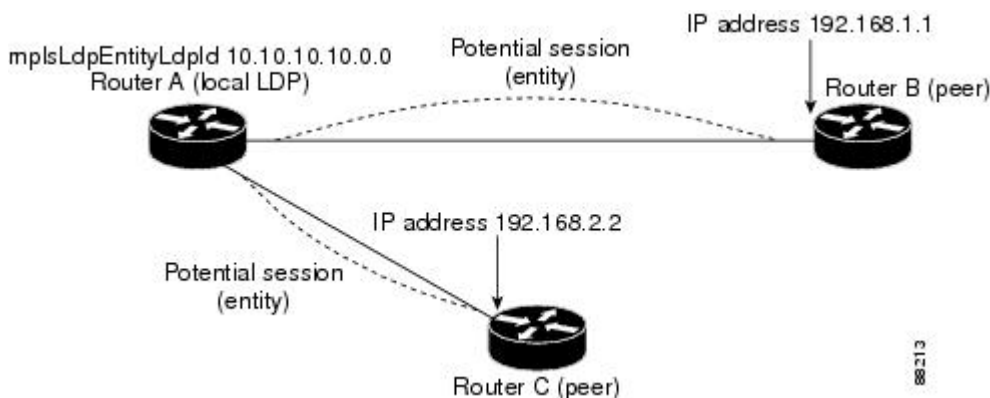 IP address 192.168.1.1
mplsLdpEntityLdpId 10.10.10.10.0.0
Router A (local LDP)
Potential session
(entity)
Router B (peer)
IP address 192.168.2.2
Potential session
(entity)
Router C (peer)
88213